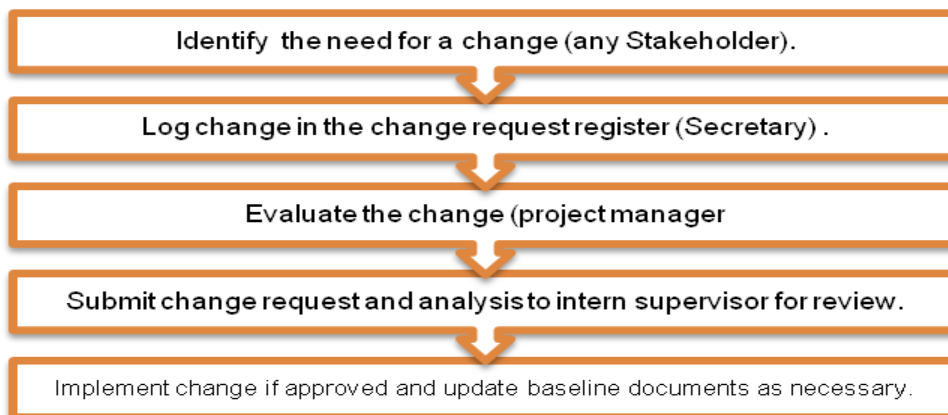 Identify the need for a change (any Stakeholder).
Log change in the change request register (Secretary) .
Evaluate the change (project manager
Submit change request and analysis to intern supervisor for review.
Implement change if approved and update baseline documents as necessary.